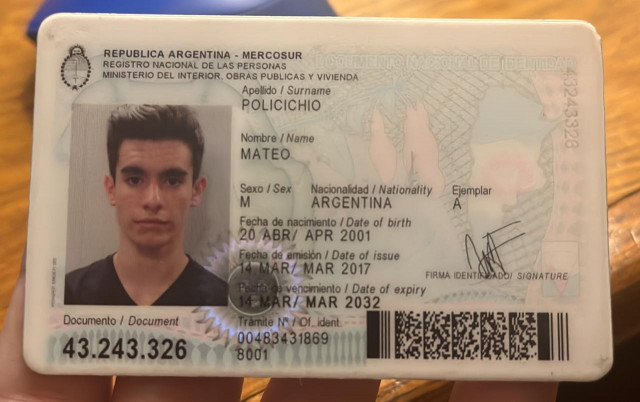 REPUBLICA ARGENTINA - MERCOSUR
REGISTRO NACIONAL DE LAS PERSONAS
MINISTERIO DEL INTERIOR, OBRAS PUBLICAS Y VIVIENDA
Apellido / Surname
POLICICHIO
Nombre / Name
MATEO
Sexo / Sex Nacionalidad / Nationality Ejemplar
M ARGENTINA A
Fecha de nacimiento / Date of birth
20 ABR/ APR 2001
Fecha de emisión / Date of issue
14 MAR/ MAR 2017
Fecha de vencimiento / Date of expiry
14 MAR/ MAR 2032
FIRMA IDENTIFICADO/ SIGNATURE
Documento / Document
43.243.326
Trámite Nº / Of. ident.
00483431869
8001